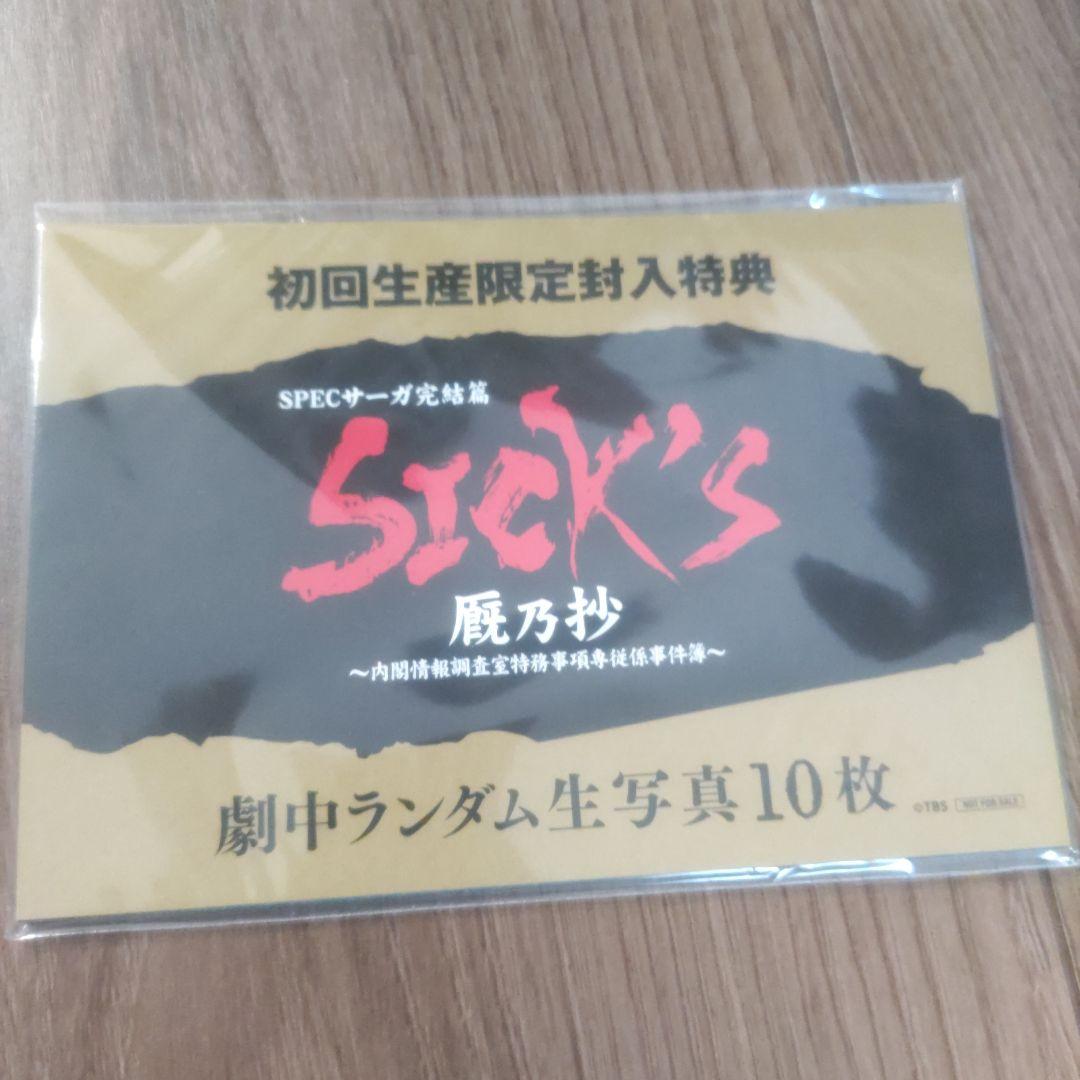 初回生産限定封入特典
SPECサーガ完結篇
SICK's
厩乃抄
～内閣情報調査室特務事項専従係事件簿～
劇中ランダム生写真10枚
©TBS NOT FOR SALE